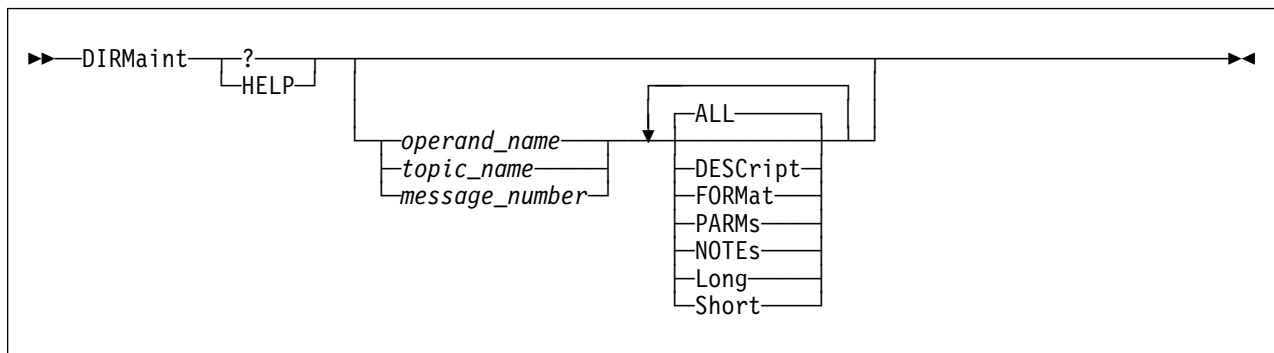 DIRMaint
?
HELP
operand_name
topic_name
message_number
ALL
DESCript
FORMat
PARMs
NOTEs
Long
Short